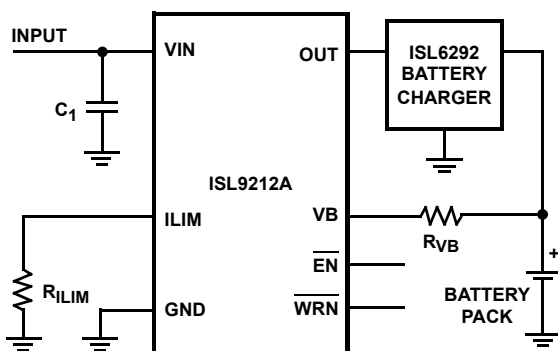 INPUT
VIN
OUT
ISL6292
BATTERY
CHARGER
C1
ISL9212A
ILIM
VB
RVB
EN
RILIM
GND
WRN
+
BATTERY
PACK